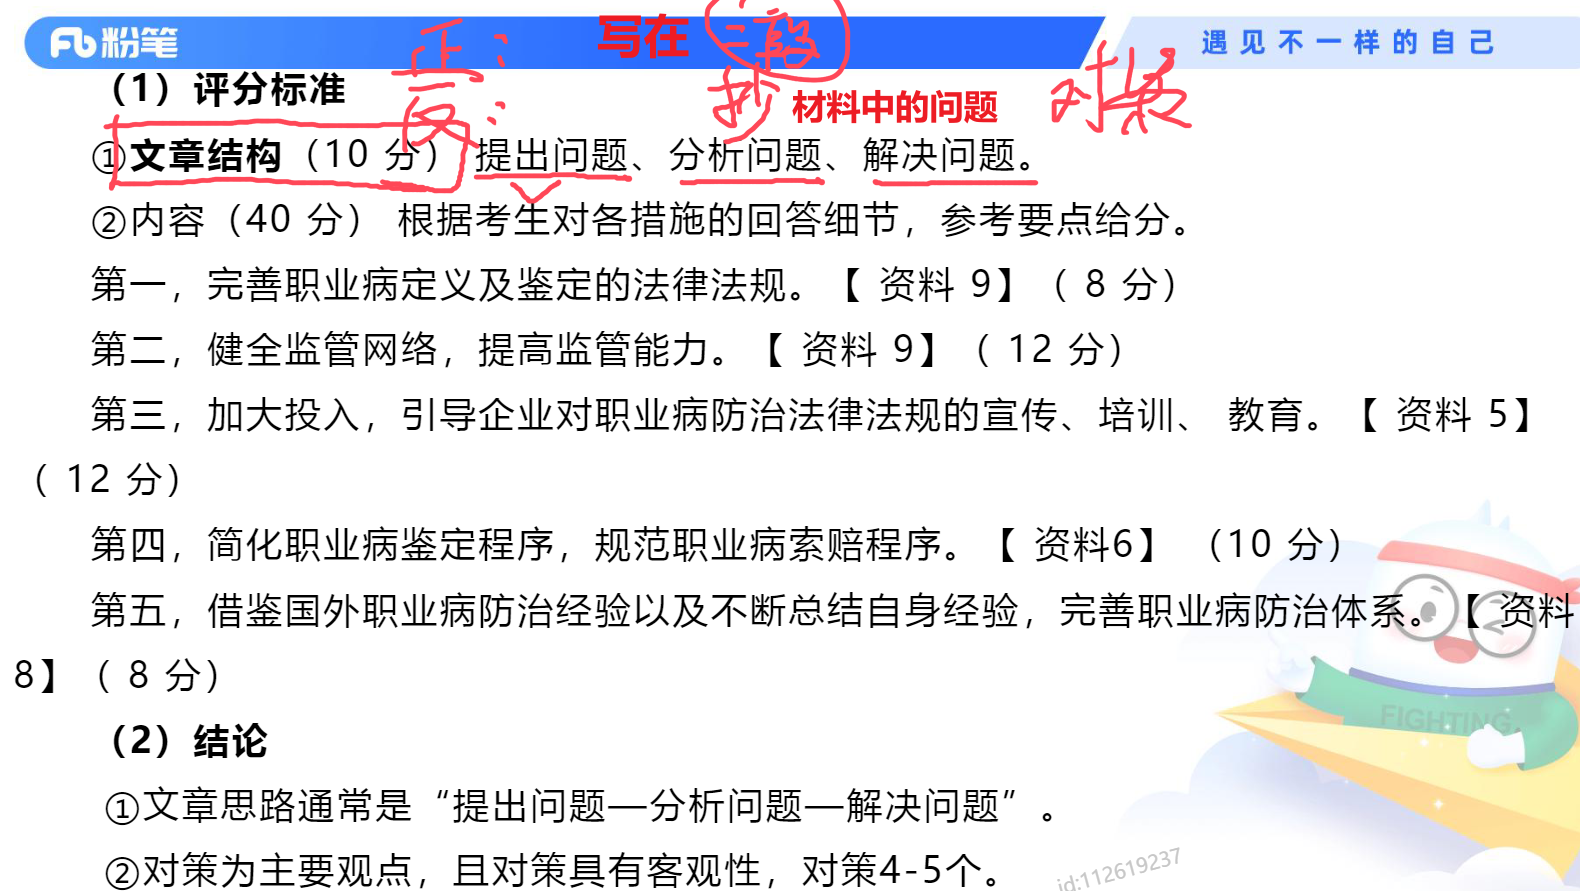 粉笔 正： 写在 三段 遇见不一样的自己
（1）评分标准 反： 抄 材料中的问题 对策
①文章结构（10 分） 提出问题、分析问题、解决问题。
②内容（40 分） 根据考生对各措施的回答细节，参考要点给分。
第一，完善职业病定义及鉴定的法律法规。【 资料 9】（ 8 分）
第二，健全监管网络，提高监管能力。【 资料 9】（ 12 分）
第三，加大投入，引导企业对职业病防治法律法规的宣传、培训、 教育。【 资料 5】
（ 12 分）
第四，简化职业病鉴定程序，规范职业病索赔程序。【 资料6】 （10 分）
第五，借鉴国外职业病防治经验以及不断总结自身经验，完善职业病防治体系。【 资料
8】（ 8 分）
FIGHTING
（2）结论
①文章思路通常是“提出问题—分析问题—解决问题”。
②对策为主要观点，且对策具有客观性，对策4-5个。
id:112619237